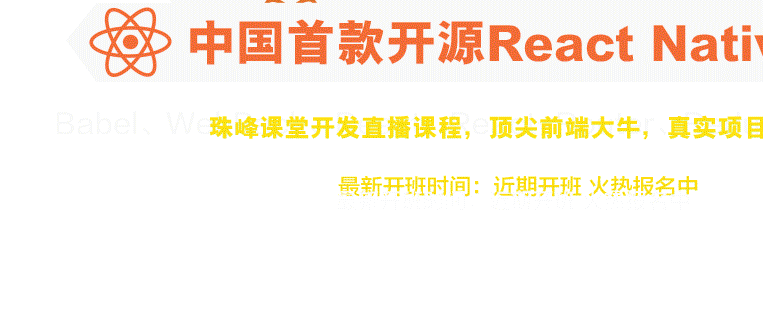 中国首款开源React Nativ
Babel、We
珠峰课堂开发直播课程，顶尖前端大牛，真实项目
最新开班时间：近期开班 火热报名中